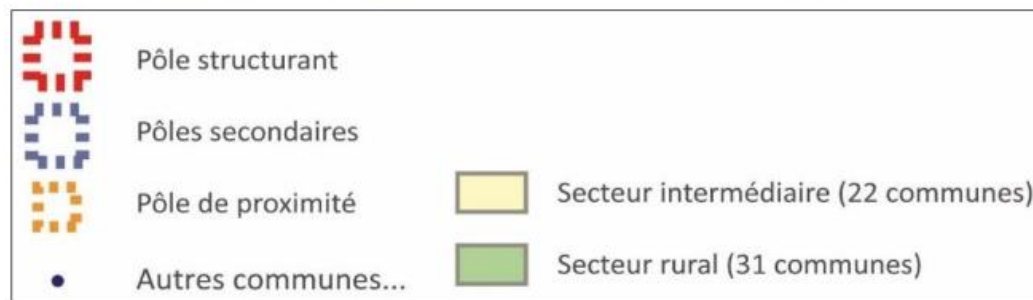 Pôle structurant
Pôles secondaires
Pôle de proximité
Autres communes...
Secteur intermédiaire (22 communes)
Secteur rural (31 communes)